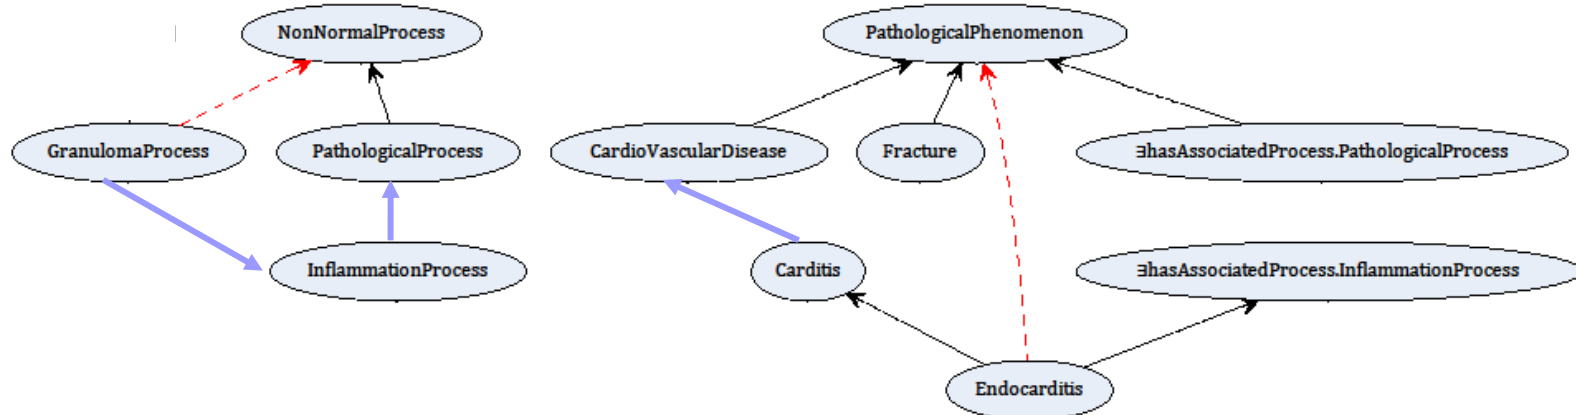 NonNormalProcess
PathologicalPhenomenon
GranulomaProcess
PathologicalProcess
CardioVascularDisease
Fracture
∃hasAssociatedProcess.PathologicalProcess
InflammationProcess
Carditis
∃hasAssociatedProcess.InflammationProcess
Endocarditis